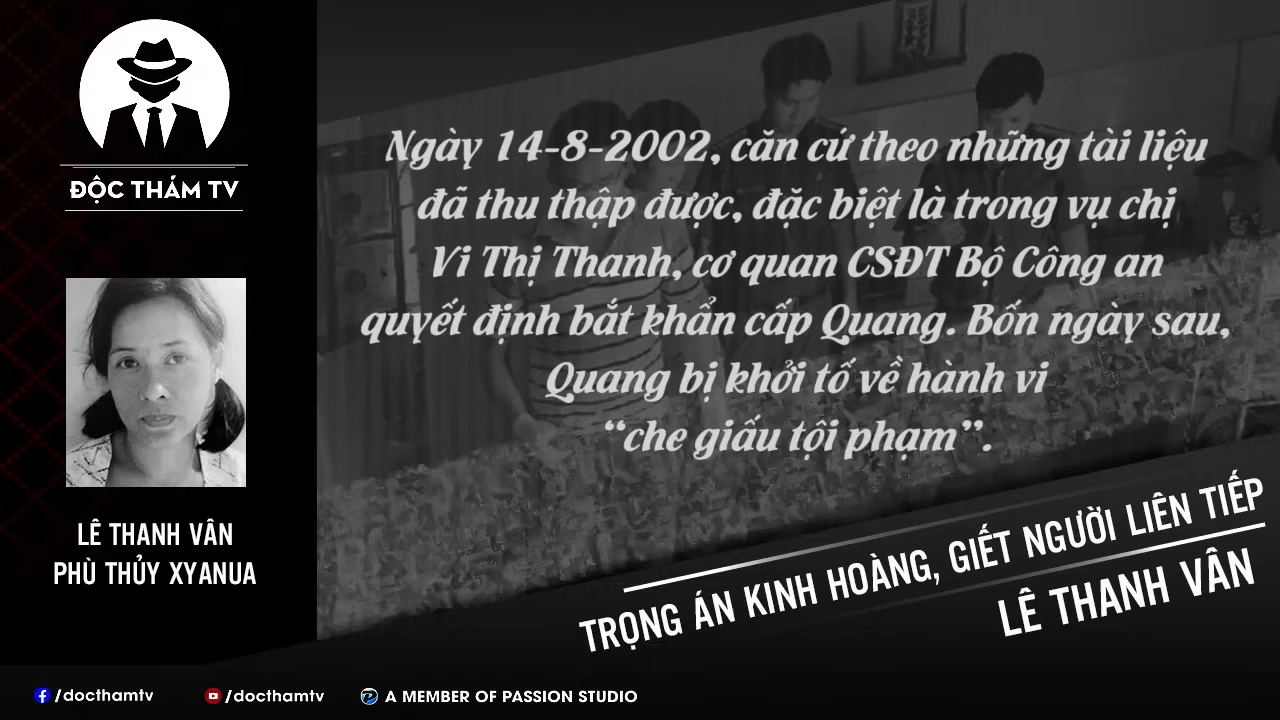 ĐỘC THÁM TV
LÊ THANH VÂN
PHÙ THỦY XYANUA
Ngày 14-8-2002, căn cứ theo những tài liệu
đã thu thập được, đặc biệt là trong vụ chị
Vi Thị Thanh, cơ quan CSĐT Bộ Công an
quyết định bắt khẩn cấp Quang. Bốn ngày sau,
Quang bị khởi tố về hành vi
“che giấu tội phạm”.
TRỌNG ÁN KINH HOÀNG, GIẾT NGƯỜI LIÊN TIẾP
LÊ THANH VÂN
/docthamtv
/docthamtv
A MEMBER OF PASSION STUDIO